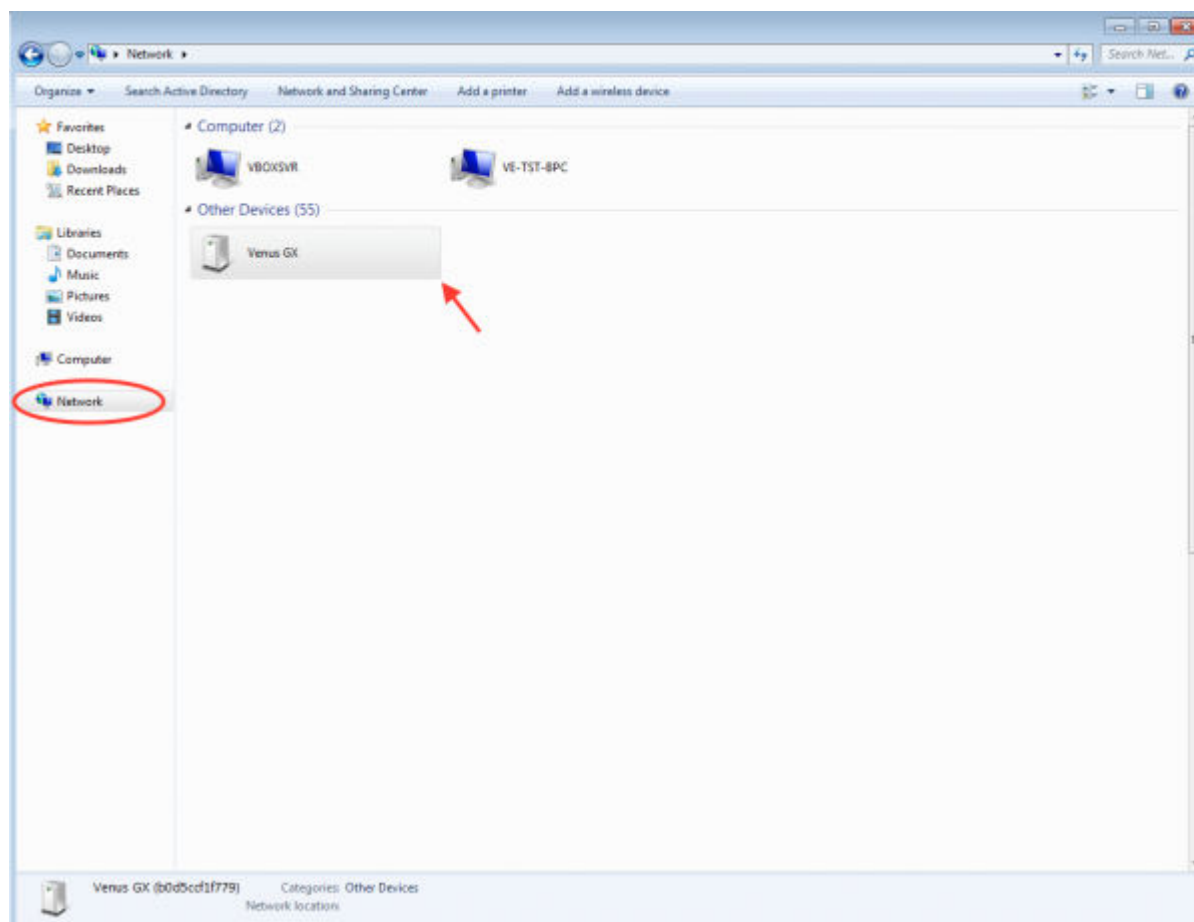 Network
Search Net...
Organize
Search Active Directory
Network and Sharing Center
Add a printer
Add a wireless device
Favorites
Desktop
Downloads
Recent Places
Libraries
Documents
Music
Pictures
Videos
Computer
Network
Computer (2)
VBOXSVR
VE-TST-8PC
Other Devices (55)
Venus GX
Venus GX (b0d5ccf1f779) Categories: Other Devices
Network location: